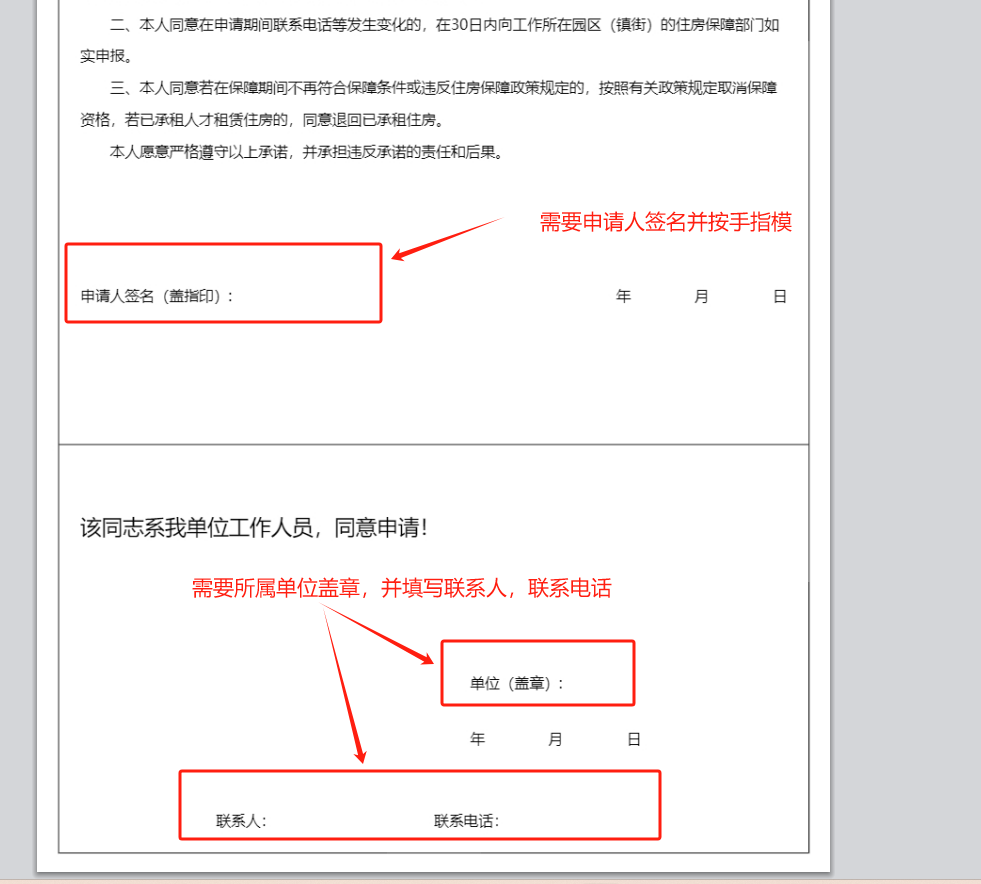 二、本人同意在申请期间联系电话等发生变化的，在30日内向工作所在园区（镇街）的住房保障部门如
实申报。
三、本人同意若在保障期间不再符合保障条件或违反住房保障政策规定的，按照有关政策规定取消保障
资格，若已承租人才租赁住房的，同意退回已承租住房。
本人愿意严格遵守以上承诺，并承担违反承诺的责任和后果。
需要申请人签名并按手指模
申请人签名（盖指印）： 年 月 日
该同志系我单位工作人员，同意申请！
需要所属单位盖章，并填写联系人，联系电话
单位（盖章）：
年 月 日
联系人： 联系电话：